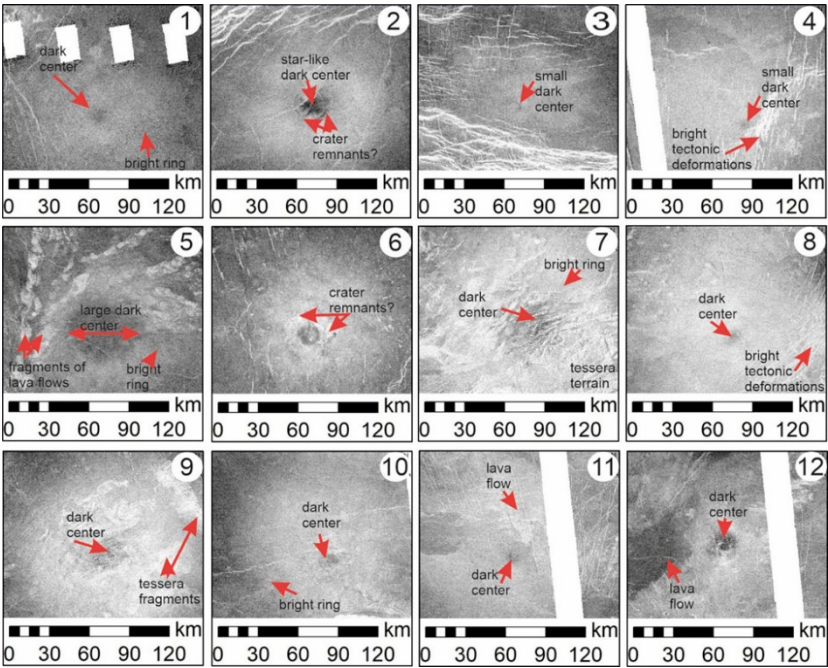 1
dark
center
bright ring
km
0 30 60 90 120
2
star-like
dark center
crater
remnants?
km
0 30 60 90 120
3
small
dark
center
km
0 30 60 90 120
4
small
dark
center
bright
tectonic
deformations
km
0 30 60 90 120
5
large dark
center
fragments of
lava flows
bright
ring
km
0 30 60 90 120
6
crater
remnants?
km
0 30 60 90 120
7
bright ring
dark
center
tessera
terrain
km
0 30 60 90 120
8
dark
center
bright
tectonic
deformations
km
0 30 60 90 120
9
dark
center
tessera
fragments
km
0 30 60 90 120
10
dark
center
bright ring
km
0 30 60 90 120
11
lava
flow
dark
center
km
0 30 60 90 120
12
dark
center
lava
flow
km
0 30 60 90 120